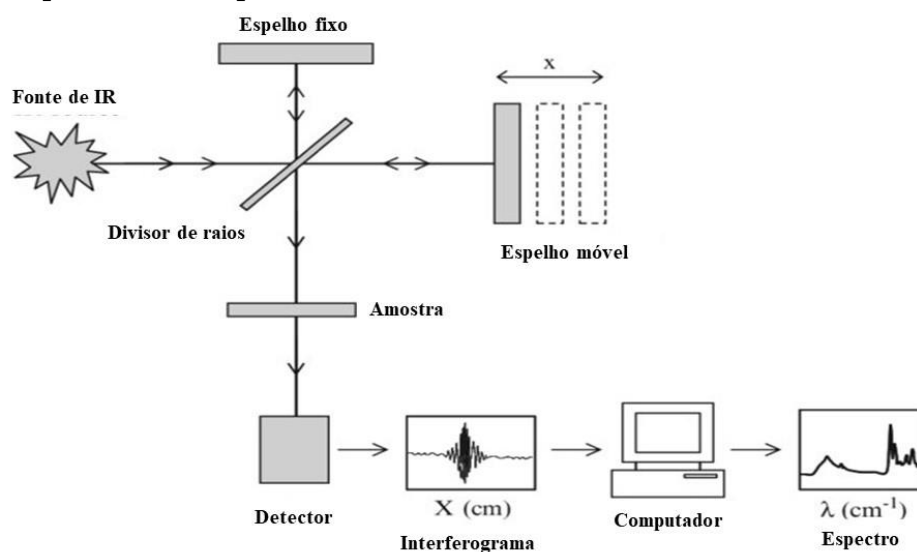 Espelho fixo
x
Fonte de IR
Divisor de raios
Espelho móvel
Amostra
X (cm)
λ (cm⁻¹)
Detector
Interferograma
Computador
Espectro